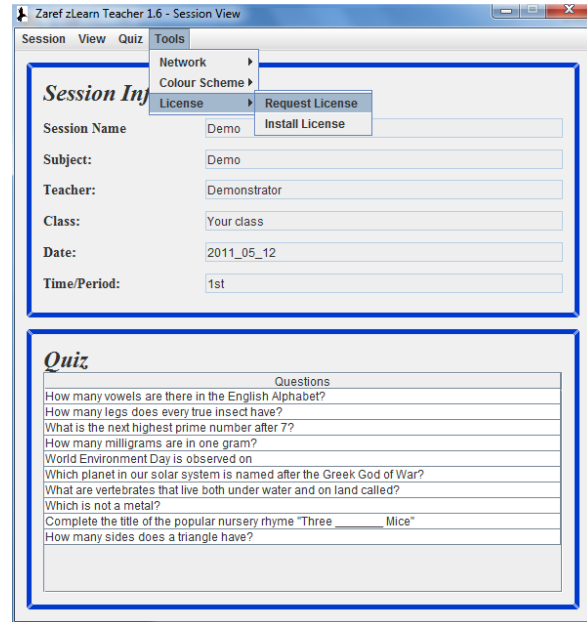 Zaref zLearn Teacher 1.6 - Session View
Session View Quiz Tools
Network
Colour Scheme
License
Request License
Install License
Session Inf
Session Name Demo
Subject: Demo
Teacher: Demonstrator
Class: Your class
Date: 2011_05_12
Time/Period: 1st
Quiz
Questions
How many vowels are there in the English Alphabet?
How many legs does every true insect have?
What is the next highest prime number after 7?
How many milligrams are in one gram?
World Environment Day is observed on
Which planet in our solar system is named after the Greek God of War?
What are vertebrates that live both under water and on land called?
Which is not a metal?
Complete the title of the popular nursery rhyme "Three ________ Mice"
How many sides does a triangle have?